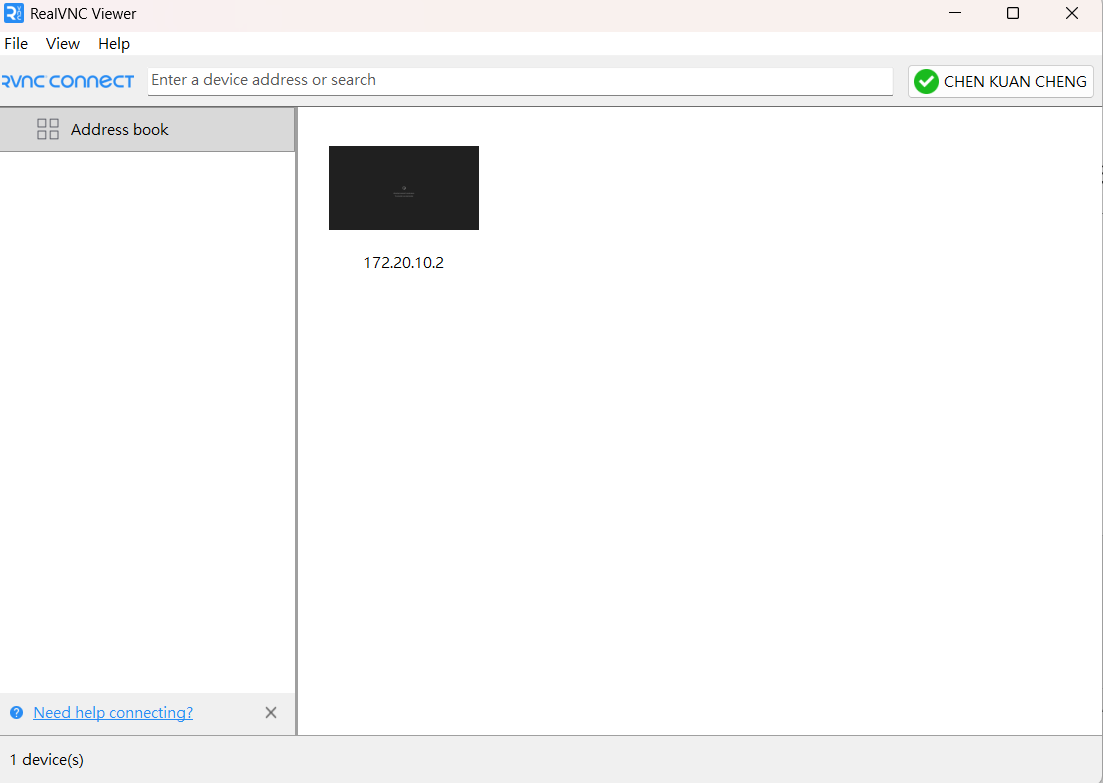 RealVNC Viewer
File View Help
RVNC CONNECT Enter a device address or search CHEN KUAN CHENG
Address book
172.20.10.2
Need help connecting?
1 device(s)